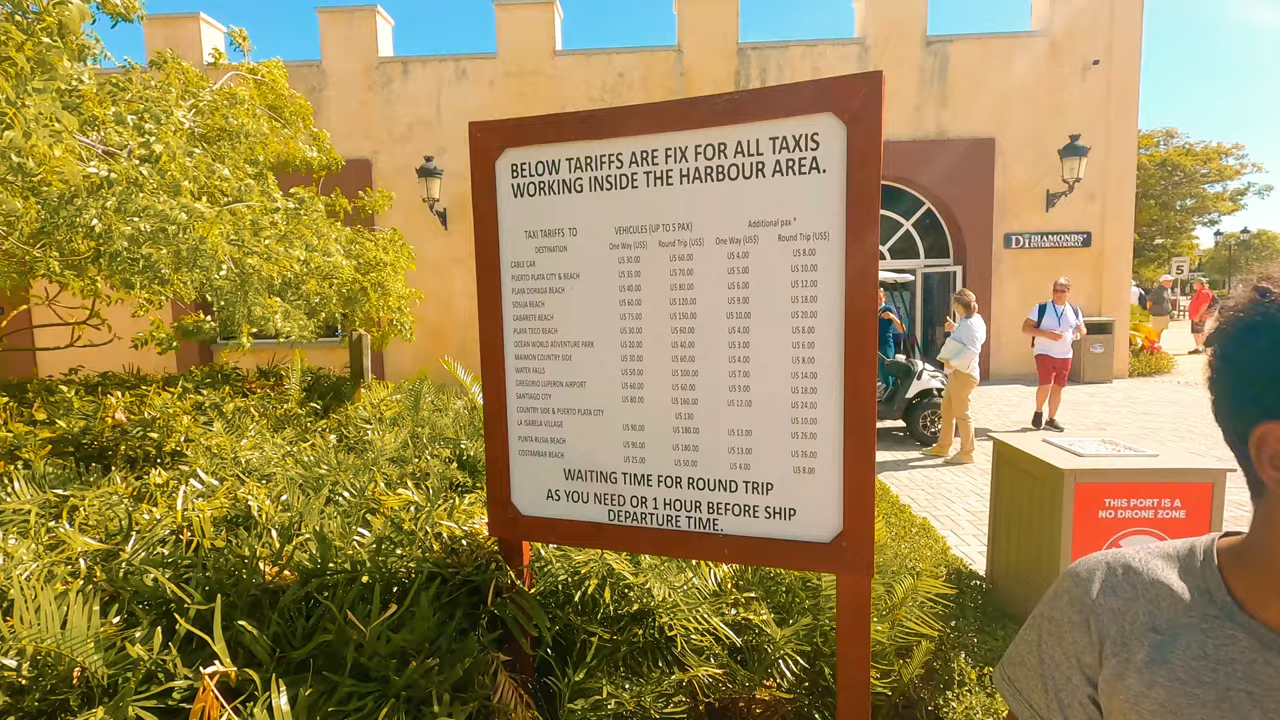 BELOW TARIFFS ARE FIX FOR ALL TAXIS
WORKING INSIDE THE HARBOUR AREA.
TAXI TARIFFS TO VEHICULES (UP TO 5 PAX) Additional pax *
DESTINATION One Way (US$) Round Trip (US$) One Way (US$) Round Trip (US$)
CABLE CAR US 30.00 US 60.00 US 4.00 US 8.00
PUERTO PLATA CITY & BEACH US 35.00 US 70.00 US 5.00 US 10.00
PLAYA DORADA BEACH US 40.00 US 80.00 US 6.00 US 12.00
SOSUA BEACH US 60.00 US 120.00 US 9.00 US 18.00
CABARETE BEACH US 75.00 US 150.00 US 10.00 US 20.00
PLAYA TECO BEACH US 30.00 US 60.00 US 4.00 US 8.00
OCEAN WORLD ADVENTURE PARK US 20.00 US 40.00 US 3.00 US 6.00
MAIMON COUNTRY SIDE US 30.00 US 60.00 US 4.00 US 8.00
WATER FALLS US 50.00 US 100.00 US 7.00 US 14.00
GREGORIO LUPERON AIRPORT US 60.00 US 60.00 US 9.00 US 18.00
SANTIAGO CITY US 80.00 US 160.00 US 12.00 US 24.00
COUNTRY SIDE & PUERTO PLATA CITY US 130 US 10.00
LA ISABELA VILLAGE US 90.00 US 180.00 US 13.00 US 26.00
PUNTA RUSIA BEACH US 90.00 US 180.00 US 13.00 US 26.00
COSTAMBAR BEACH US 25.00 US 50.00 US 4.00 US 8.00
WAITING TIME FOR ROUND TRIP
AS YOU NEED OR 1 HOUR BEFORE SHIP
DEPARTURE TIME.
DI DIAMONDS
INTERNATIONAL
5
THIS PORT IS A
NO DRONE ZONE